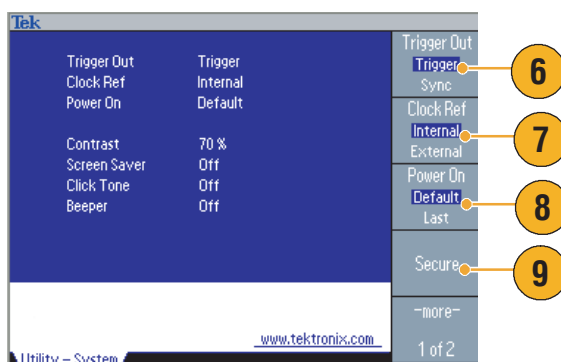 Tek
Trigger Out Trigger
Clock Ref Internal
Power On Default
Contrast 70 %
Screen Saver Off
Click Tone Off
Beeper Off
www.tektronix.com
Utility – System
Trigger Out
Trigger
Sync
Clock Ref
Internal
External
Power On
Default
Last
Secure
-more-
1 of 2
6
7
8
9